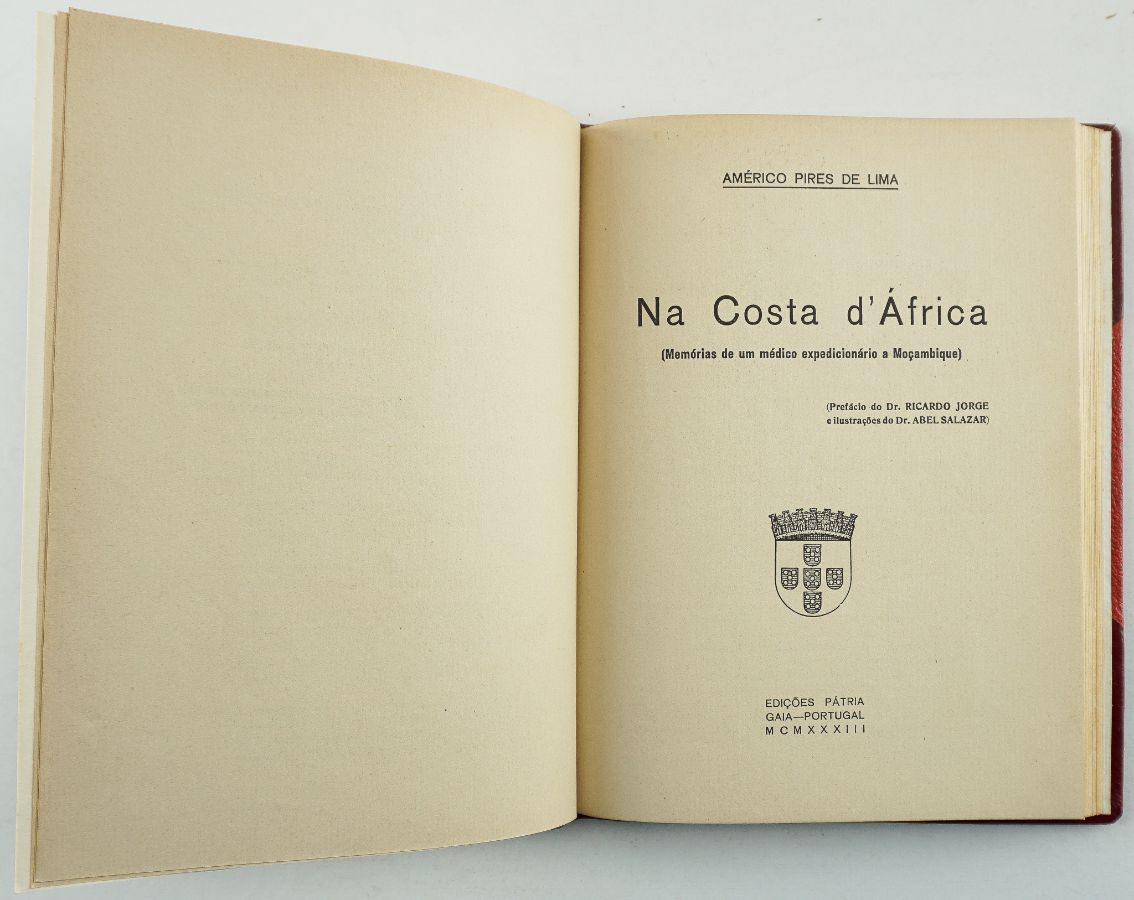 AMÉRICO PIRES DE LIMA
Na Costa d'África
(Memórias de um médico expedicionário a Moçambique)
(Prefácio do Dr. RICARDO JORGE
e ilustrações do Dr. ABEL SALAZAR)
EDIÇÕES PÁTRIA
GAIA—PORTUGAL
MCMXXXIII